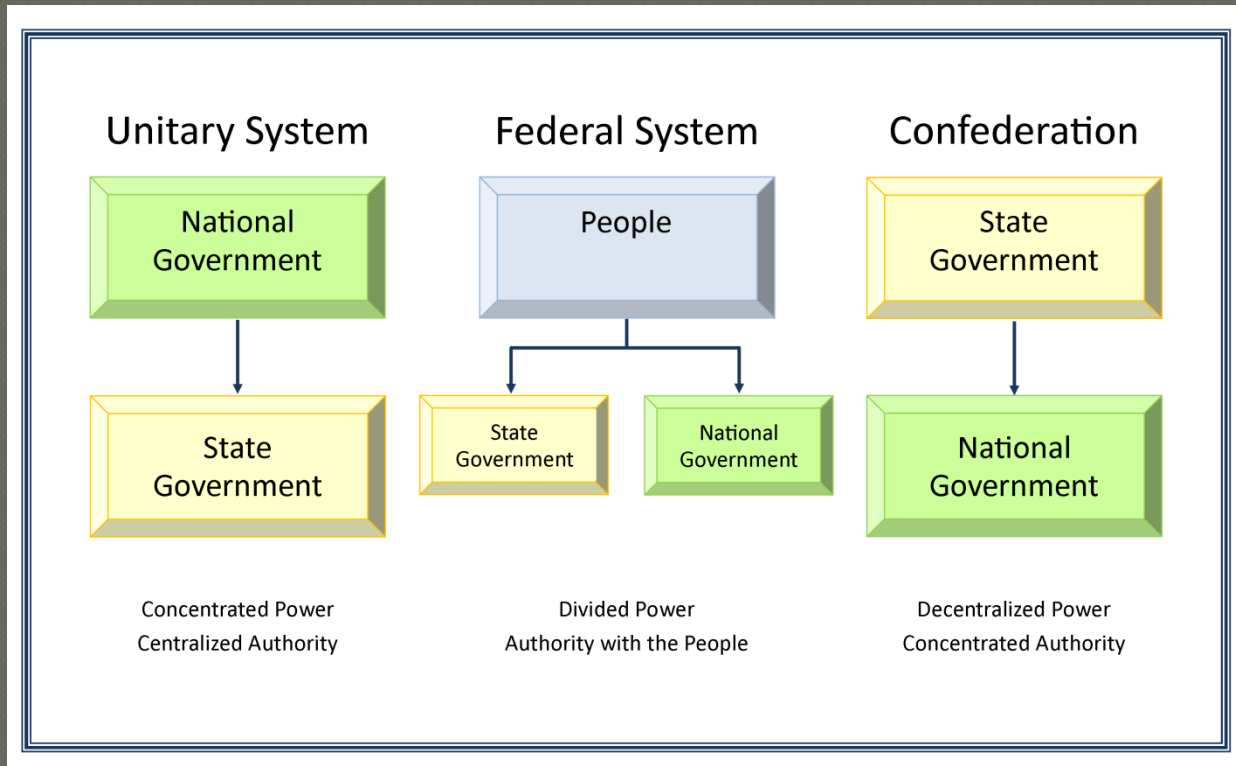 Unitary System
National
Government
State
Government
Concentrated Power
Centralized Authority
Federal System
People
State
Government
National
Government
Divided Power
Authority with the People
Confederation
State
Government
National
Government
Decentralized Power
Concentrated Authority